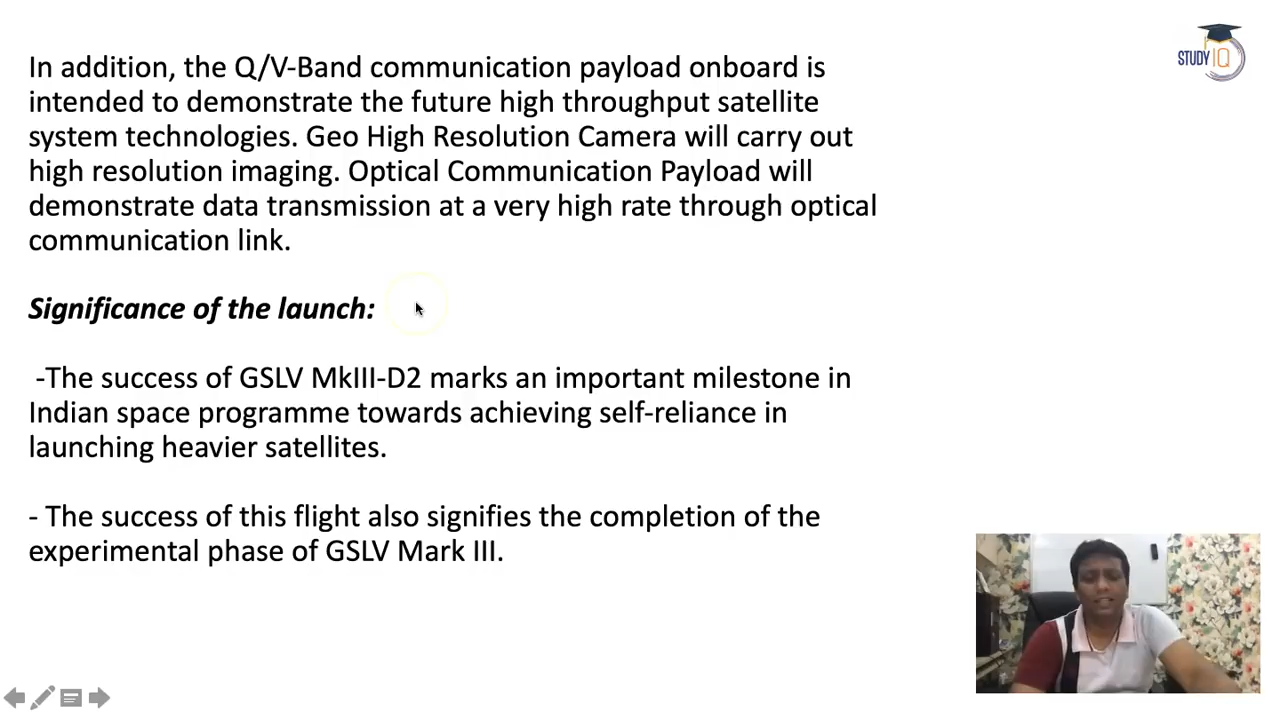 STUDY IQ
In addition, the Q/V-Band communication payload onboard is
intended to demonstrate the future high throughput satellite
system technologies. Geo High Resolution Camera will carry out
high resolution imaging. Optical Communication Payload will
demonstrate data transmission at a very high rate through optical
communication link.
Significance of the launch:
-The success of GSLV MkIII-D2 marks an important milestone in
Indian space programme towards achieving self-reliance in
launching heavier satellites.
- The success of this flight also signifies the completion of the
experimental phase of GSLV Mark III.